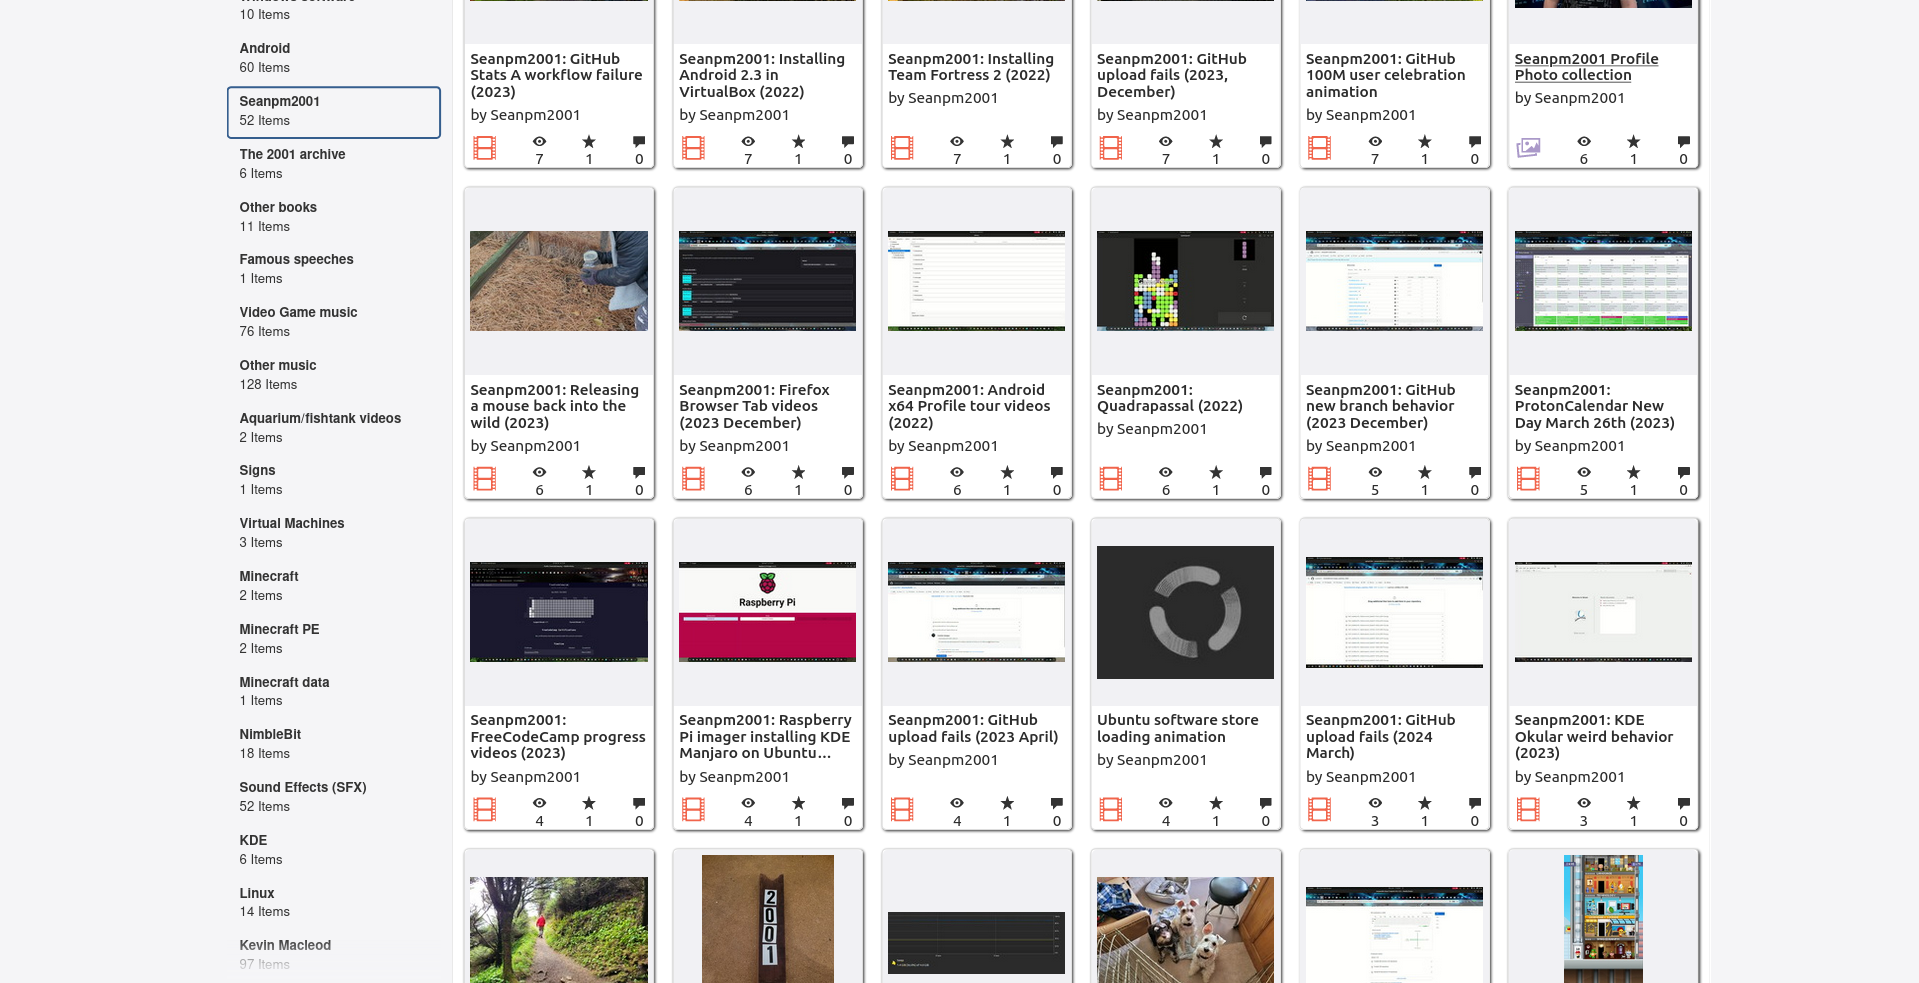 10 Items
Android
60 Items
Seanpm2001
52 Items
The 2001 archive
6 Items
Other books
11 Items
Famous speeches
1 Items
Video Game music
76 Items
Other music
128 Items
Aquarium/fishtank videos
2 Items
Signs
1 Items
Virtual Machines
3 Items
Minecraft
2 Items
Minecraft PE
2 Items
Minecraft data
1 Items
NimbleBit
18 Items
Sound Effects (SFX)
52 Items
KDE
6 Items
Linux
14 Items
Kevin Macleod
97 Items
Seanpm2001: GitHub
Stats A workflow failure
(2023)
by Seanpm2001
7 1 0
Seanpm2001: Installing
Android 2.3 in
VirtualBox (2022)
by Seanpm2001
7 1 0
Seanpm2001: Installing
Team Fortress 2 (2022)
by Seanpm2001
7 1 0
Seanpm2001: GitHub
upload fails (2023,
December)
by Seanpm2001
7 1 0
Seanpm2001: GitHub
100M user celebration
animation
by Seanpm2001
7 1 0
Seanpm2001 Profile
Photo collection
by Seanpm2001
6 1 0
Seanpm2001: Releasing
a mouse back into the
wild (2023)
by Seanpm2001
6 1 0
Seanpm2001: Firefox
Browser Tab videos
(2023 December)
by Seanpm2001
6 1 0
Seanpm2001: Android
x64 Profile tour videos
(2022)
by Seanpm2001
6 1 0
Seanpm2001:
Quadrapassal (2022)
by Seanpm2001
6 1 0
Seanpm2001: GitHub
new branch behavior
(2023 December)
by Seanpm2001
5 1 0
Seanpm2001:
ProtonCalendar New
Day March 26th (2023)
by Seanpm2001
5 1 0
Seanpm2001:
FreeCodeCamp progress
videos (2023)
by Seanpm2001
4 1 0
Raspberry Pi
Seanpm2001: Raspberry
Pi imager installing KDE
Manjaro on Ubuntu...
by Seanpm2001
4 1 0
Seanpm2001: GitHub
upload fails (2023 April)
by Seanpm2001
4 1 0
Ubuntu software store
loading animation
by Seanpm2001
4 1 0
Seanpm2001: GitHub
upload fails (2024
March)
by Seanpm2001
3 1 0
Seanpm2001: KDE
Okular weird behavior
(2023)
by Seanpm2001
3 1 0
2001